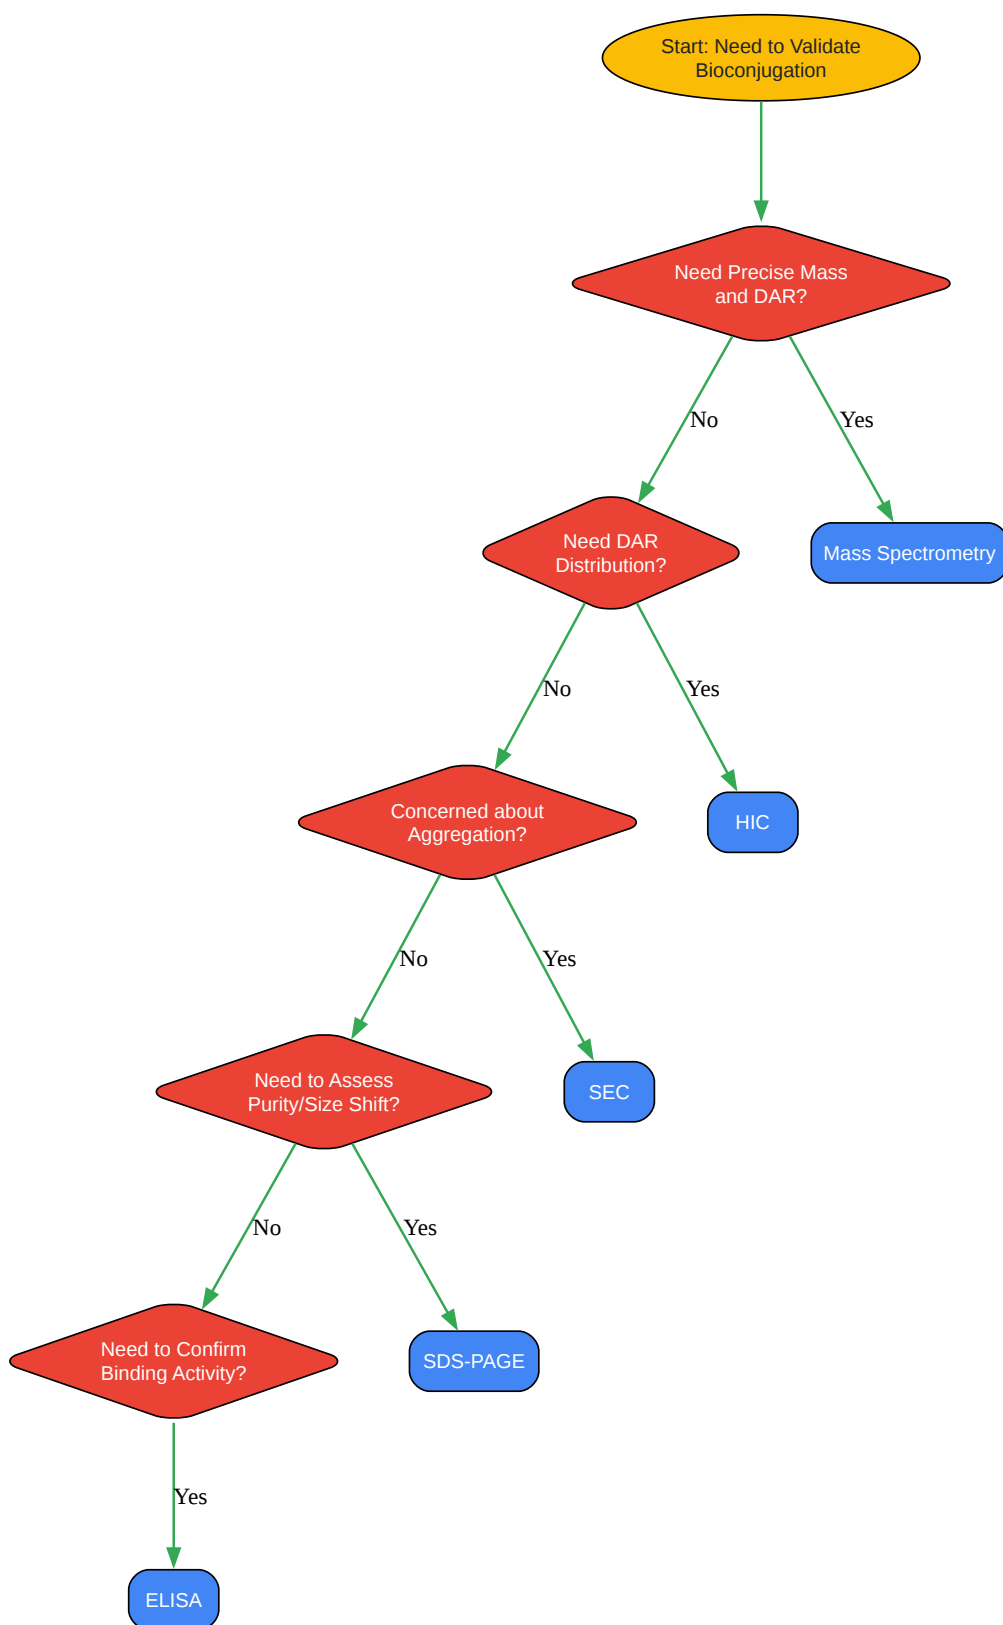 Start: Need to Validate
Bioconjugation
Need Precise Mass
and DAR?
No
Yes
Need DAR
Distribution?
Mass Spectrometry
No
Yes
Concerned about
Aggregation?
HIC
No
Yes
Need to Assess
Purity/Size Shift?
SEC
No
Yes
Need to Confirm
Binding Activity?
SDS-PAGE
Yes
ELISA